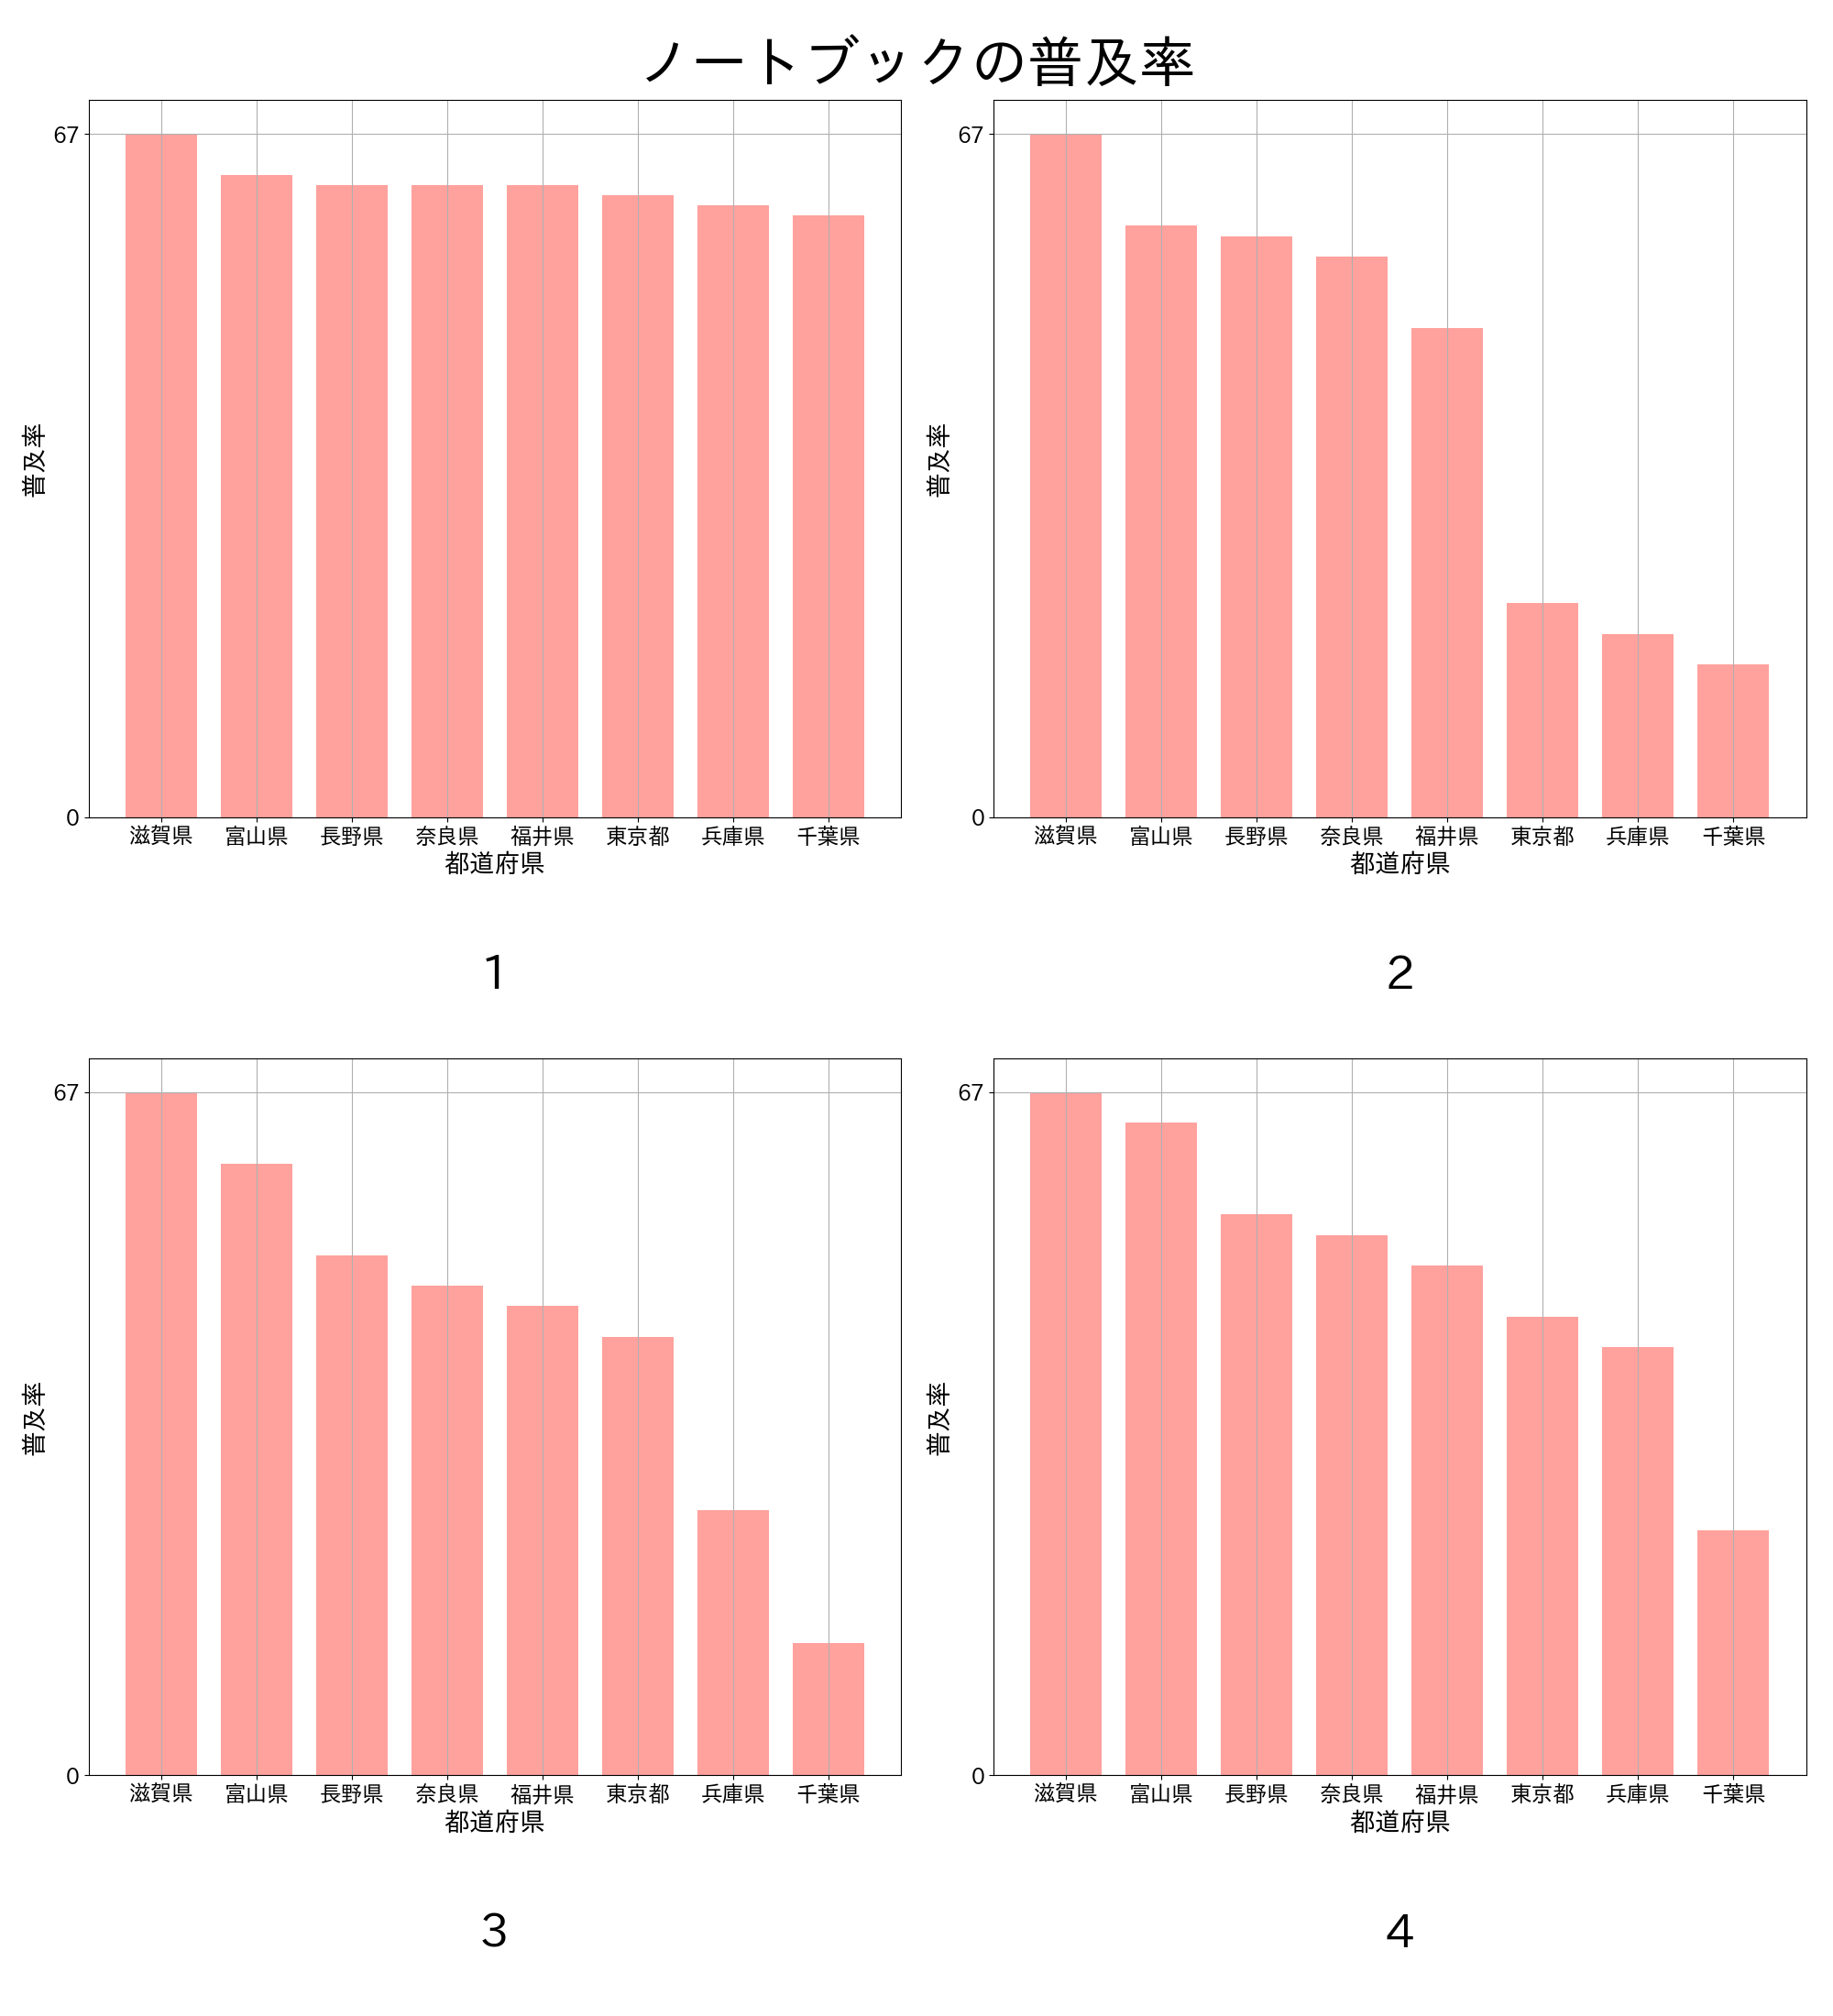 ノートブックの普及率
67
0
普及率
滋賀県 富山県 長野県 奈良県 福井県 東京都 兵庫県 千葉県
都道府県
1
67
0
普及率
滋賀県 富山県 長野県 奈良県 福井県 東京都 兵庫県 千葉県
都道府県
2
67
0
普及率
滋賀県 富山県 長野県 奈良県 福井県 東京都 兵庫県 千葉県
都道府県
3
67
0
普及率
滋賀県 富山県 長野県 奈良県 福井県 東京都 兵庫県 千葉県
都道府県
4